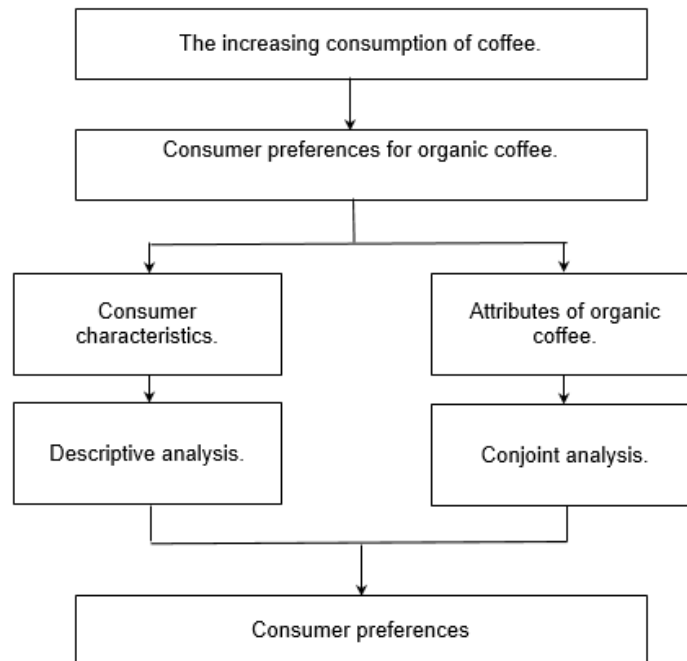 The increasing consumption of coffee.
Consumer preferences for organic coffee.
Consumer
characteristics.
Attributes of organic
coffee.
Descriptive analysis.
Conjoint analysis.
Consumer preferences